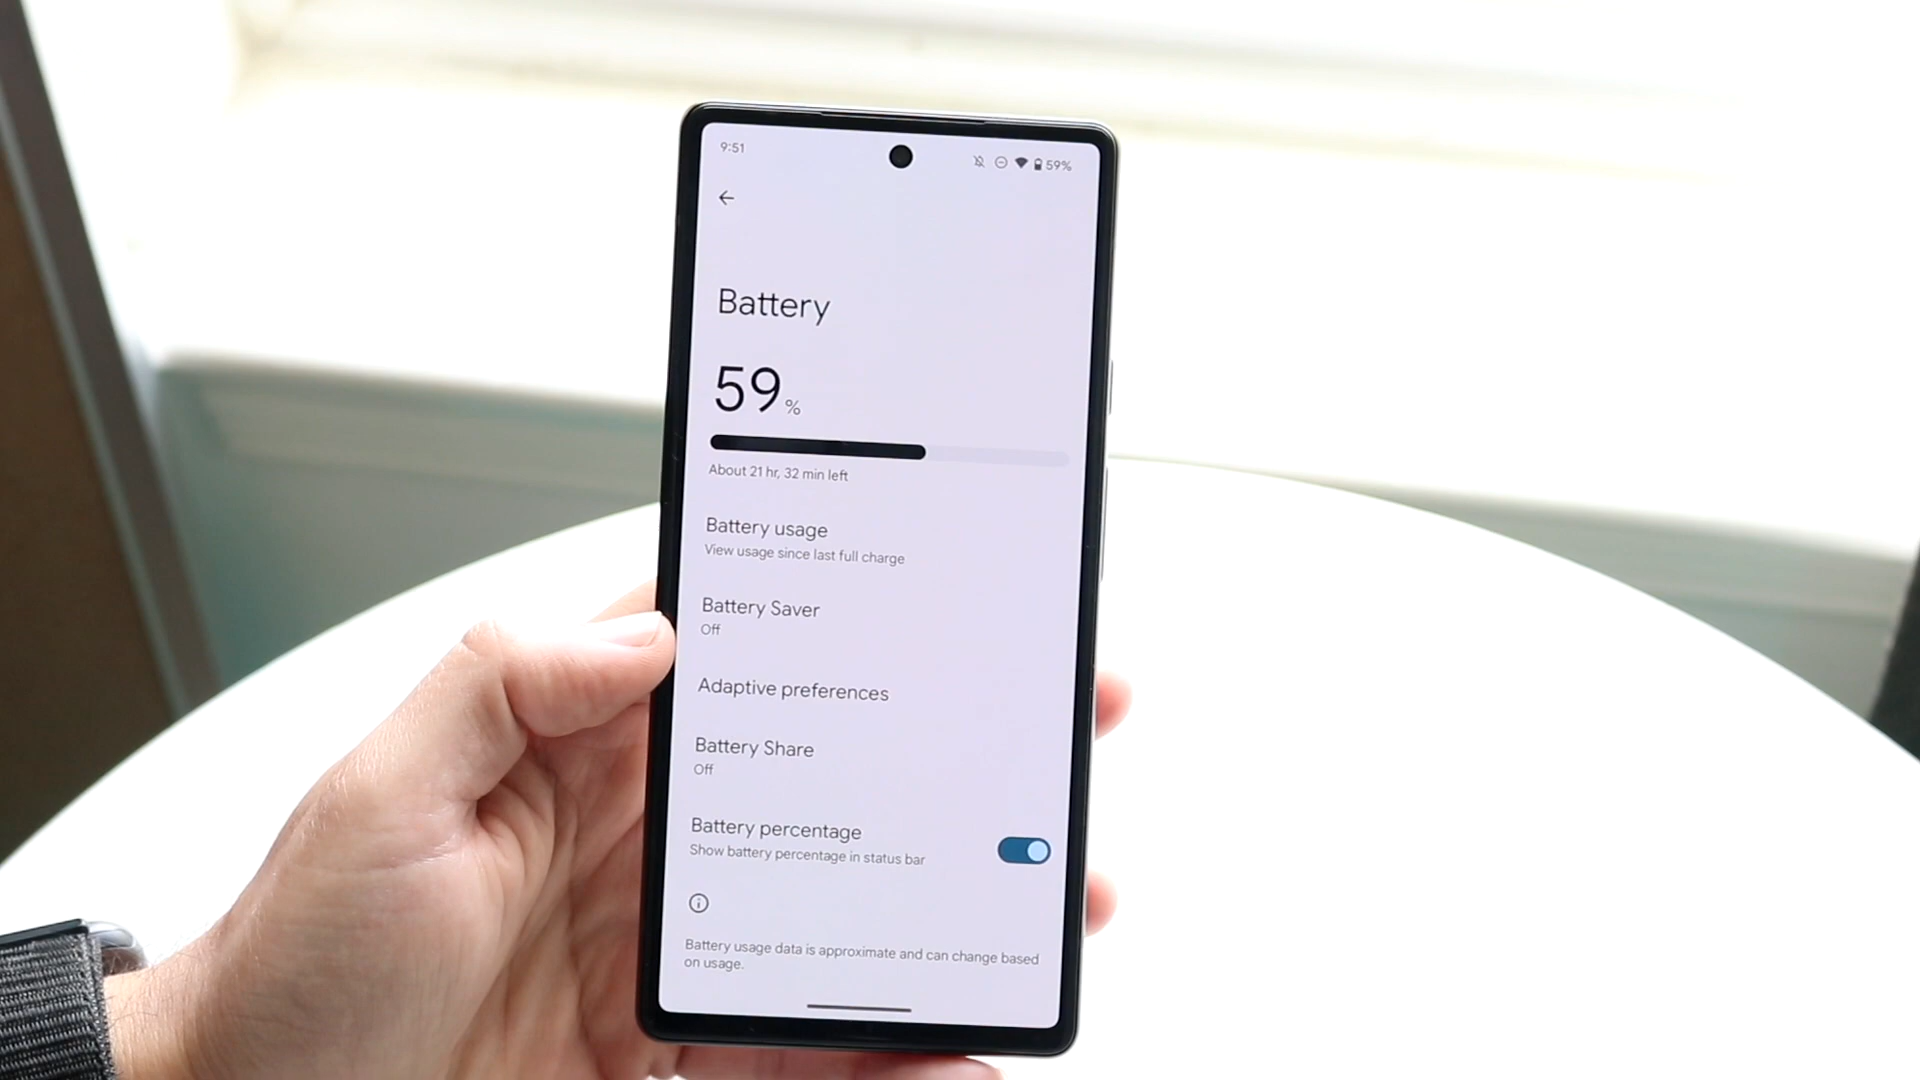 9:51
59%
Battery
59%
About 21 hr, 32 min left
Battery usage
View usage since last full charge
Battery Saver
Off
Adaptive preferences
Battery Share
Off
Battery percentage
Show battery percentage in status bar
Battery usage data is approximate and can change based
on usage.